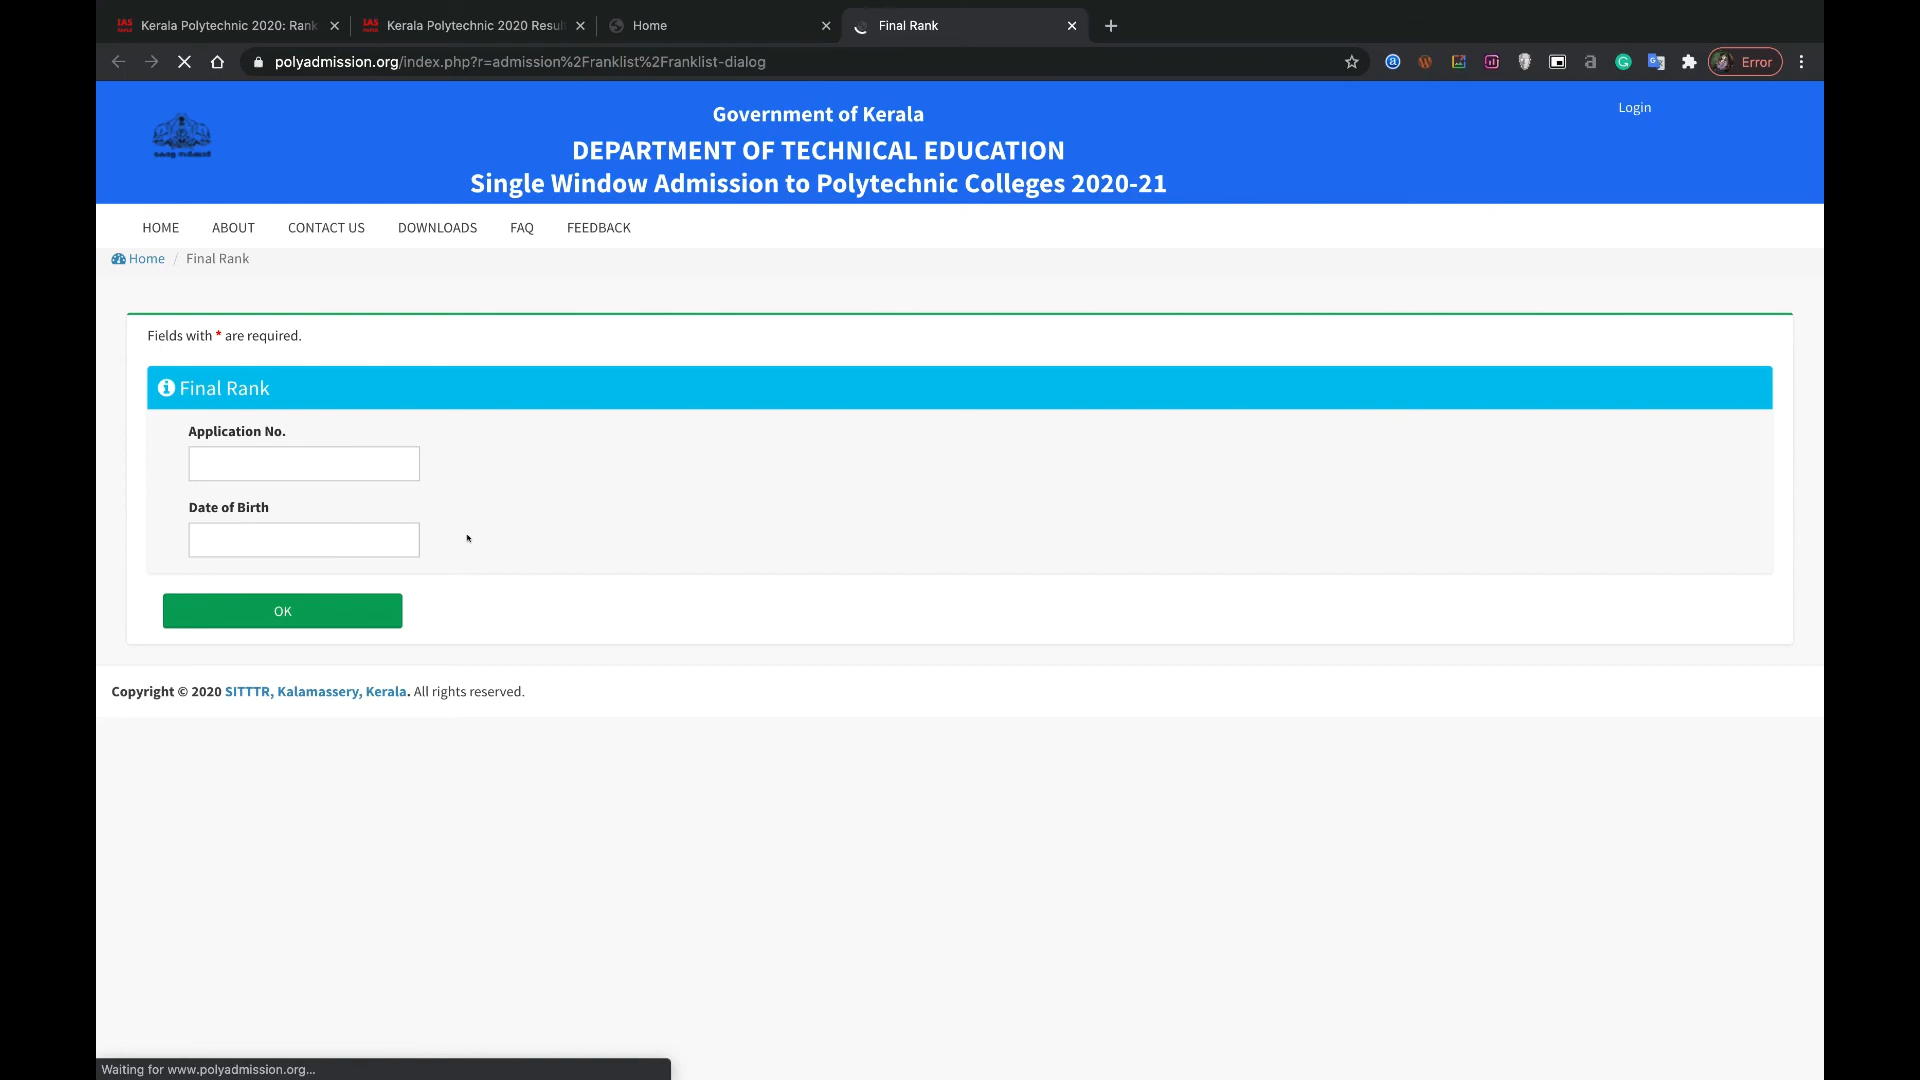 Kerala Polytechnic 2020: Rank
Kerala Polytechnic 2020 Result
Home
Final Rank
polyadmission.org/index.php?r=admission%2Franklist%2Franklist-dialog
Error
Government of Kerala
Login
DEPARTMENT OF TECHNICAL EDUCATION
Single Window Admission to Polytechnic Colleges 2020-21
HOME ABOUT CONTACT US DOWNLOADS FAQ FEEDBACK
Home / Final Rank
Fields with * are required.
Final Rank
Application No.
Date of Birth
OK
Copyright © 2020 SITTTR, Kalamassery, Kerala. All rights reserved.
Waiting for www.polyadmission.org...